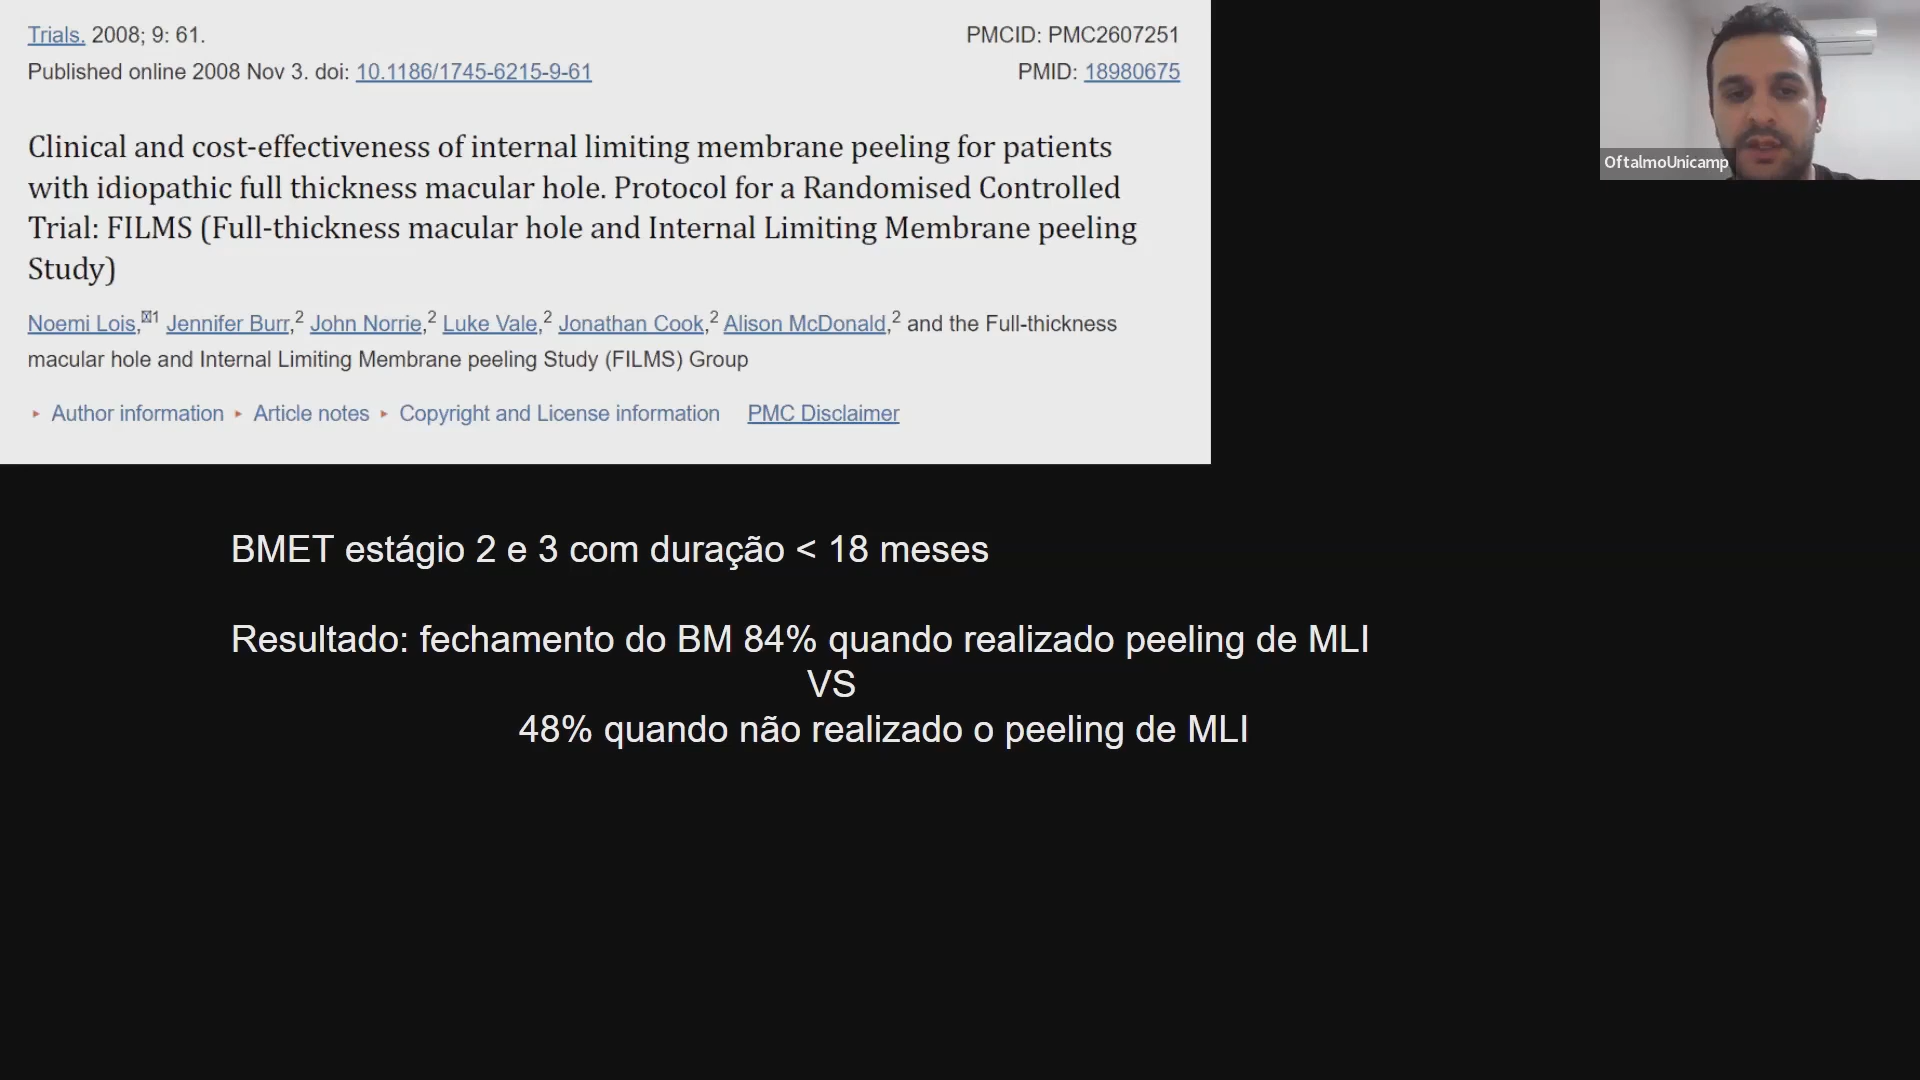 Trials. 2008; 9: 61.
PMCID: PMC2607251
Published online 2008 Nov 3. doi: 10.1186/1745-6215-9-61
PMID: 18980675
Clinical and cost-effectiveness of internal limiting membrane peeling for patients
with idiopathic full thickness macular hole. Protocol for a Randomised Controlled
Trial: FILMS (Full-thickness macular hole and Internal Limiting Membrane peeling
Study)
Noemi Lois,1 Jennifer Burr,2 John Norrie,2 Luke Vale,2 Jonathan Cook,2 Alison McDonald,2 and the Full-thickness
macular hole and Internal Limiting Membrane peeling Study (FILMS) Group
Author information Article notes Copyright and License information PMC Disclaimer
OftalmoUnicamp
BMET estágio 2 e 3 com duração < 18 meses
Resultado: fechamento do BM 84% quando realizado peeling de MLI
VS
48% quando não realizado o peeling de MLI